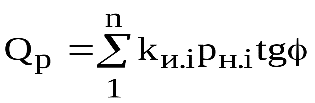 Qр = ∑ n 1 kи.i pн.i tgϕ